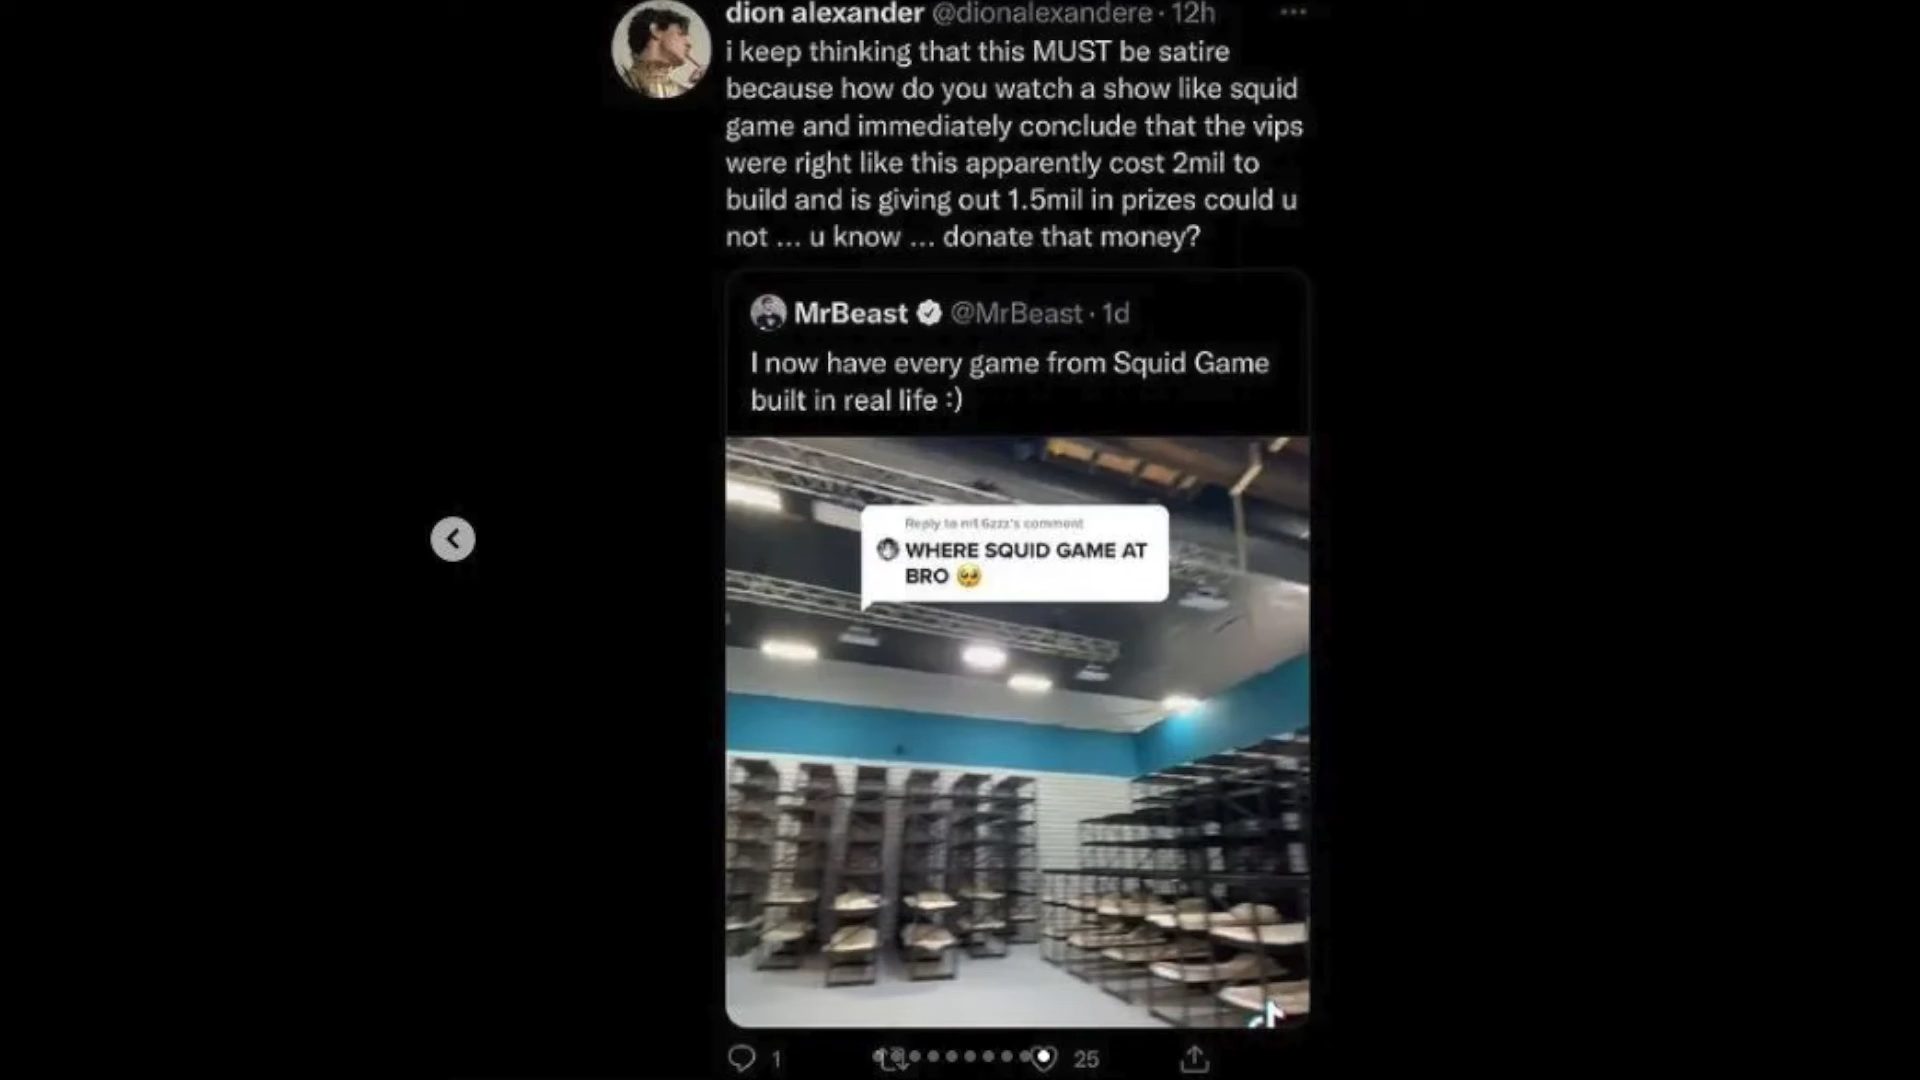 dion alexander @dionalexandere · 12h
i keep thinking that this MUST be satire
because how do you watch a show like squid
game and immediately conclude that the vips
were right like this apparently cost 2mil to
build and is giving out 1.5mil in prizes could u
not ... u know ... donate that money?
MrBeast @MrBeast · 1d
I now have every game from Squid Game
built in real life :)
Reply to 's comment
WHERE SQUID GAME AT
BRO 🥺
1 25